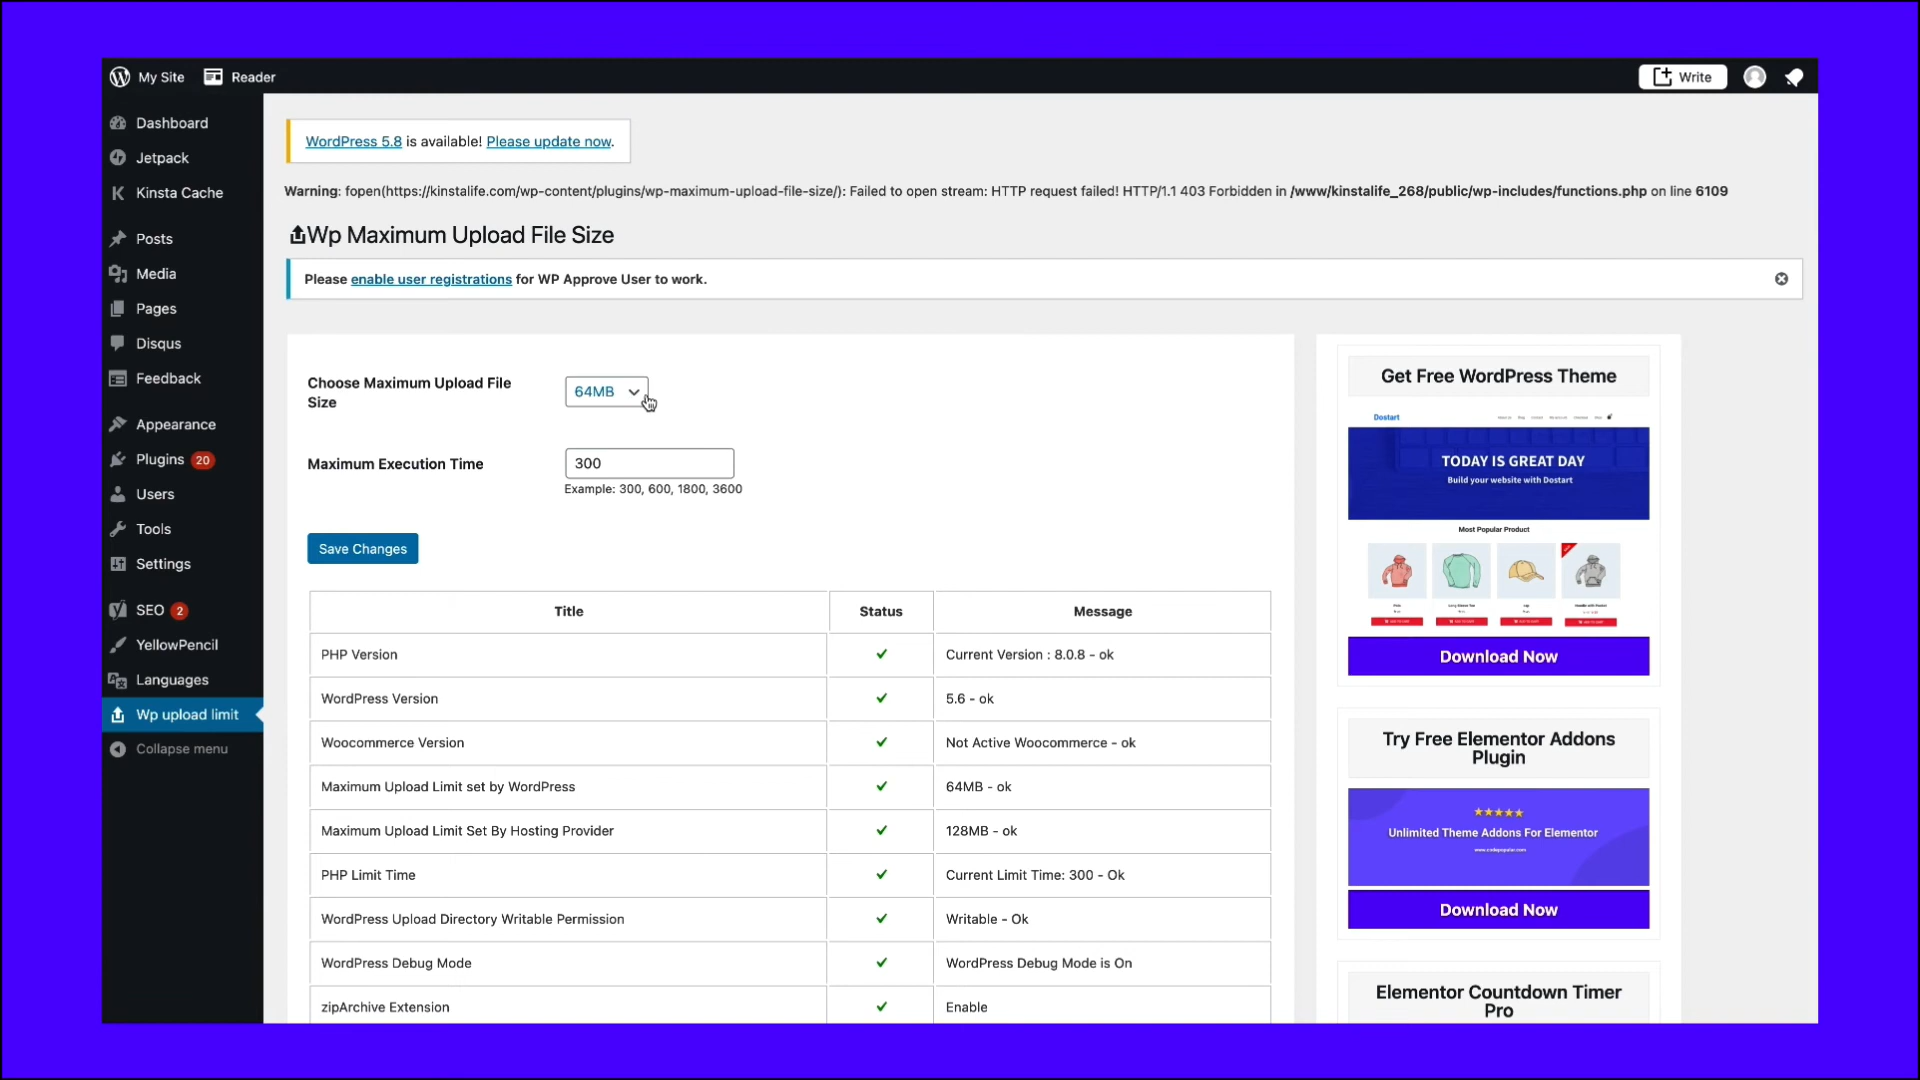 My Site Reader Write
Dashboard
Jetpack
Kinsta Cache
Posts
Media
Pages
Disqus
Feedback
Appearance
Plugins 20
Users
Tools
Settings
SEO 2
YellowPencil
Languages
Wp upload limit
Collapse menu
WordPress 5.8 is available! Please update now.
Warning: fopen(https://kinstalife.com/wp-content/plugins/wp-maximum-upload-file-size/): Failed to open stream: HTTP request failed! HTTP/1.1 403 Forbidden in /www/kinstalife_268/public/wp-includes/functions.php on line 6109
Wp Maximum Upload File Size
Please enable user registrations for WP Approve User to work.
Choose Maximum Upload File
Size
64MB
Maximum Execution Time
300
Example: 300, 600, 1800, 3600
Save Changes
Title Status Message
PHP Version Current Version : 8.0.8 - ok
WordPress Version 5.6 - ok
Woocommerce Version Not Active Woocommerce - ok
Maximum Upload Limit set by WordPress 64MB - ok
Maximum Upload Limit Set By Hosting Provider 128MB - ok
PHP Limit Time Current Limit Time: 300 - Ok
WordPress Upload Directory Writable Permission Writable - Ok
WordPress Debug Mode WordPress Debug Mode is On
zipArchive Extension Enable
Get Free WordPress Theme
Dostart
TODAY IS GREAT DAY
Build your website with Dostart
Most Popular Product
Download Now
Try Free Elementor Addons
Plugin
Unlimited Theme Addons For Elementor
www.codepopular.com
Download Now
Elementor Countdown Timer
Pro